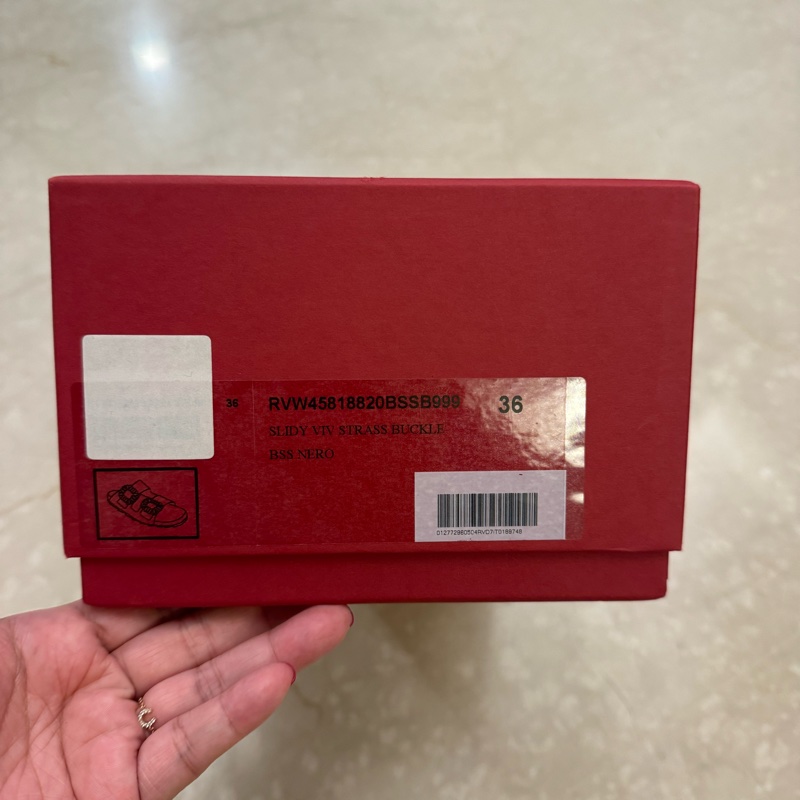 36 RVW45818820BSSB999 36
SLIDY VIV STRASS BUCKLE
BSS NERO